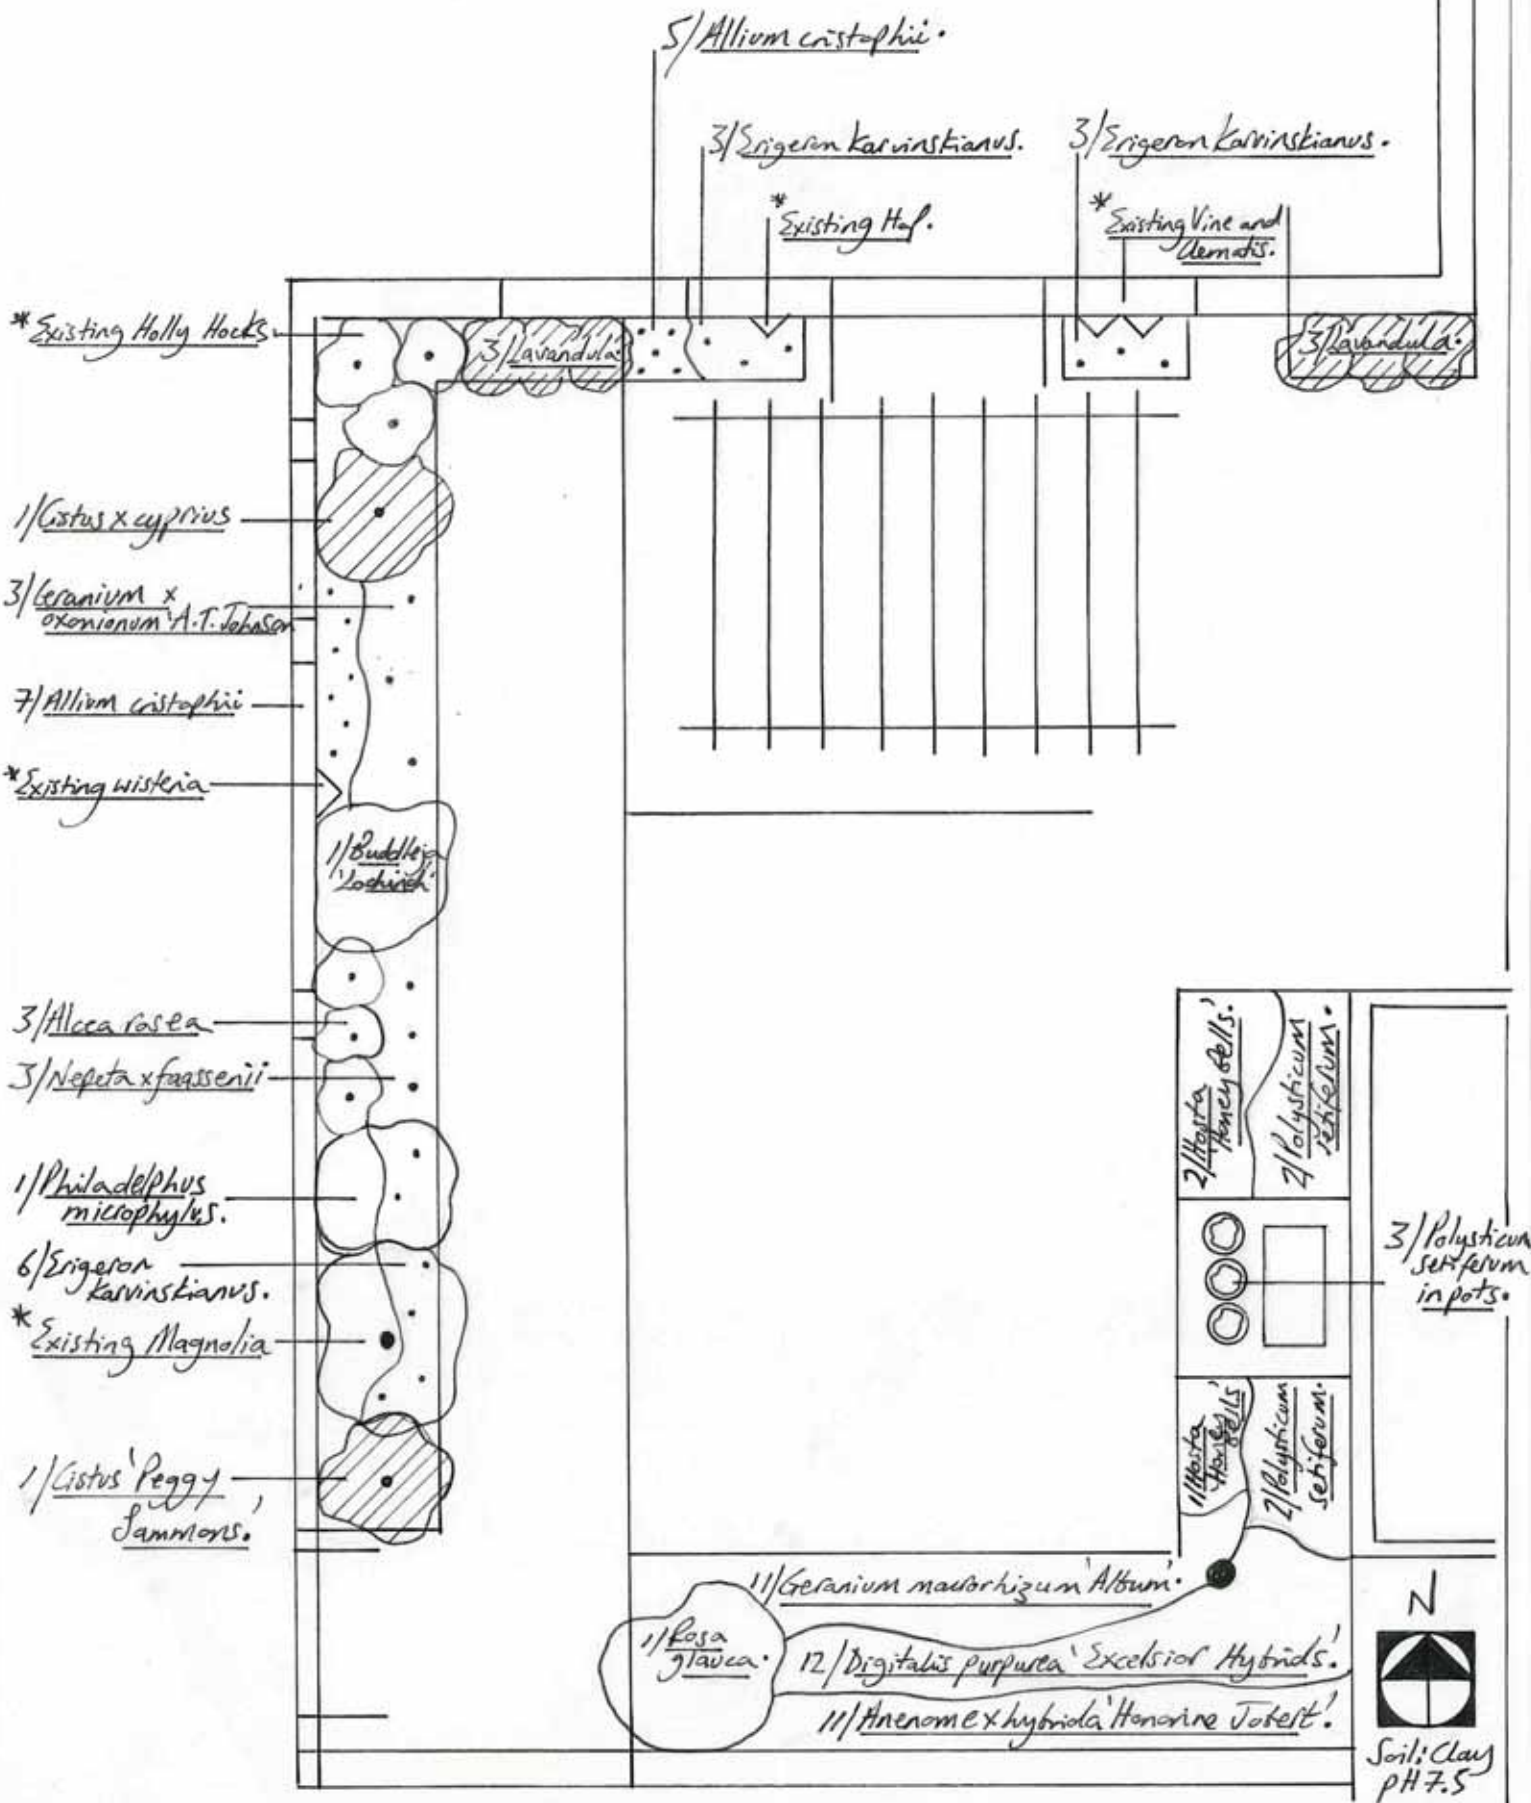 5/Allium cristophii.
3/Erigeron karvinskianus.
3/Erigeron karvinskianus.
*Existing Hop.
*Existing Vine and
Clematis.
*Existing Holly Hocks
3/Lavandula.
3/Lavandula.
1/Cistus x cyprius
3/Geranium x
oxonionum 'A.T. Johnson
7/Allium cristophii
*Existing wisteria
1/Buddleja
'Lochinch'
3/Alcea rosea
3/Nepeta x faassenii
1/Philadelphus
microphylus.
6/Erigeron
karvinskianus.
*Existing Magnolia
1/Cistus 'Peggy
Sammons.'
2/Hosta
'Honey Bells.'
2/Polysticum
setiferum.
3/Polysticum
setiferum
in pots.
1/Hosta
'Honey
Bells'
2/Polysticum
setiferum.
11/Geranium macrorhizum 'Album'.
1/Rosa
glauca.
12/Digitalis purpurea 'Excelsior Hybrids'.
11/Anenome x hybrida 'Honorine Jobert'.
N
Soil: Clay
pH 7.5